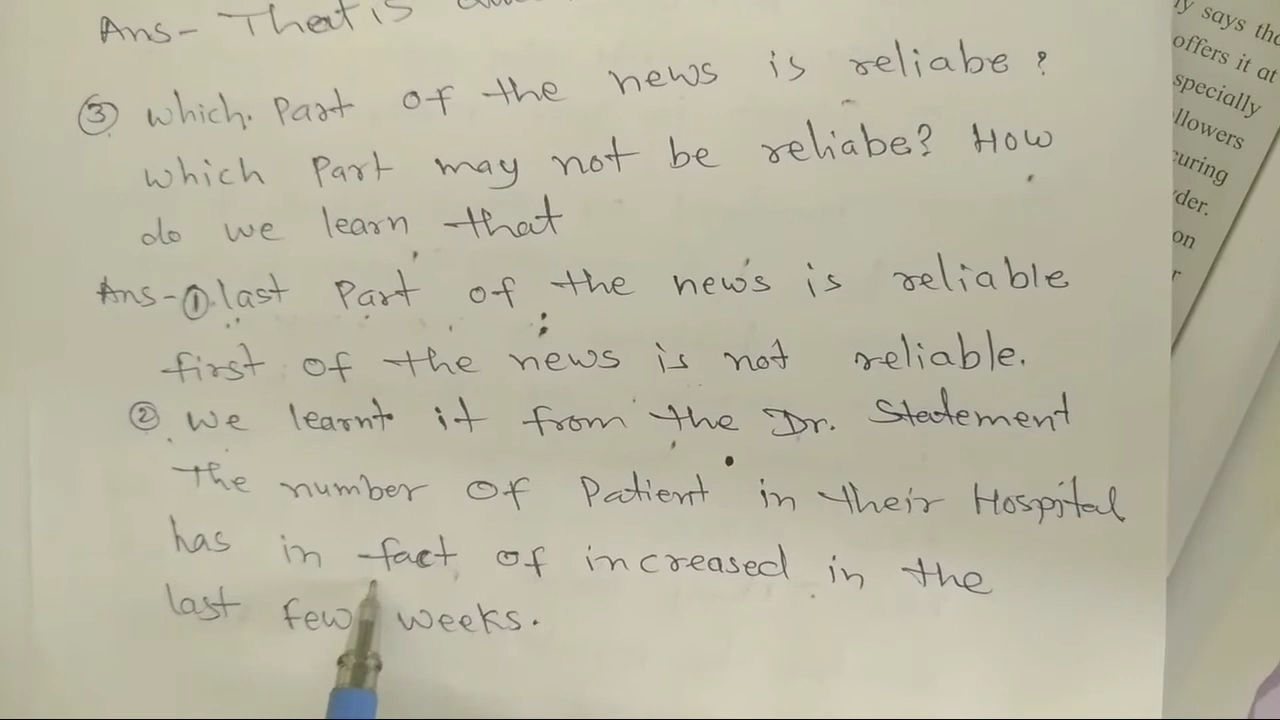 Ans- That is
③ which part of the news is reliabe?
which part may not be reliabe? How
do we learn that
Ans-① last part of the news is reliable
first of the news is not reliable.
② we learnt it from the Dr. Statement
The number of Patient in their Hospital
has in fact of increased in the
last few weeks.
ly says tha
offers it at
specially
llowers
curing
der.
on
r